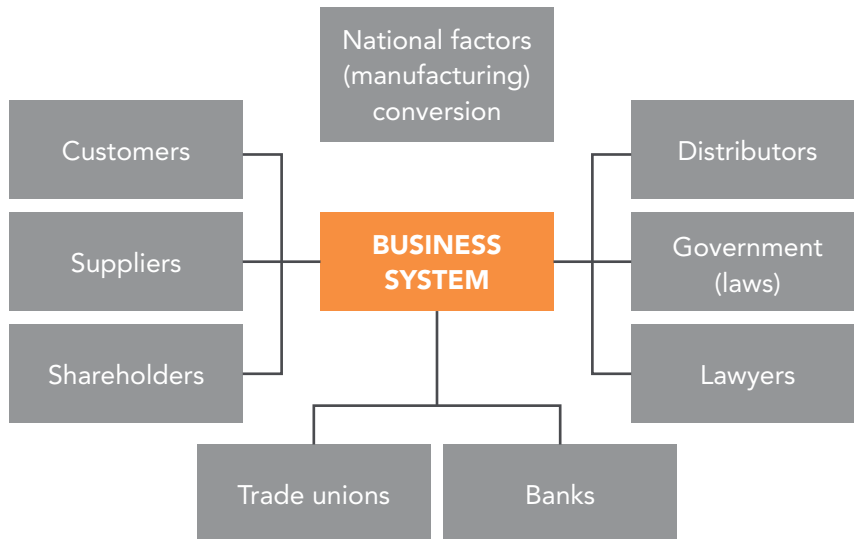 National factors
(manufacturing)
conversion
Customers
Distributors
Suppliers
BUSINESS
SYSTEM
Government
(laws)
Shareholders
Lawyers
Trade unions
Banks